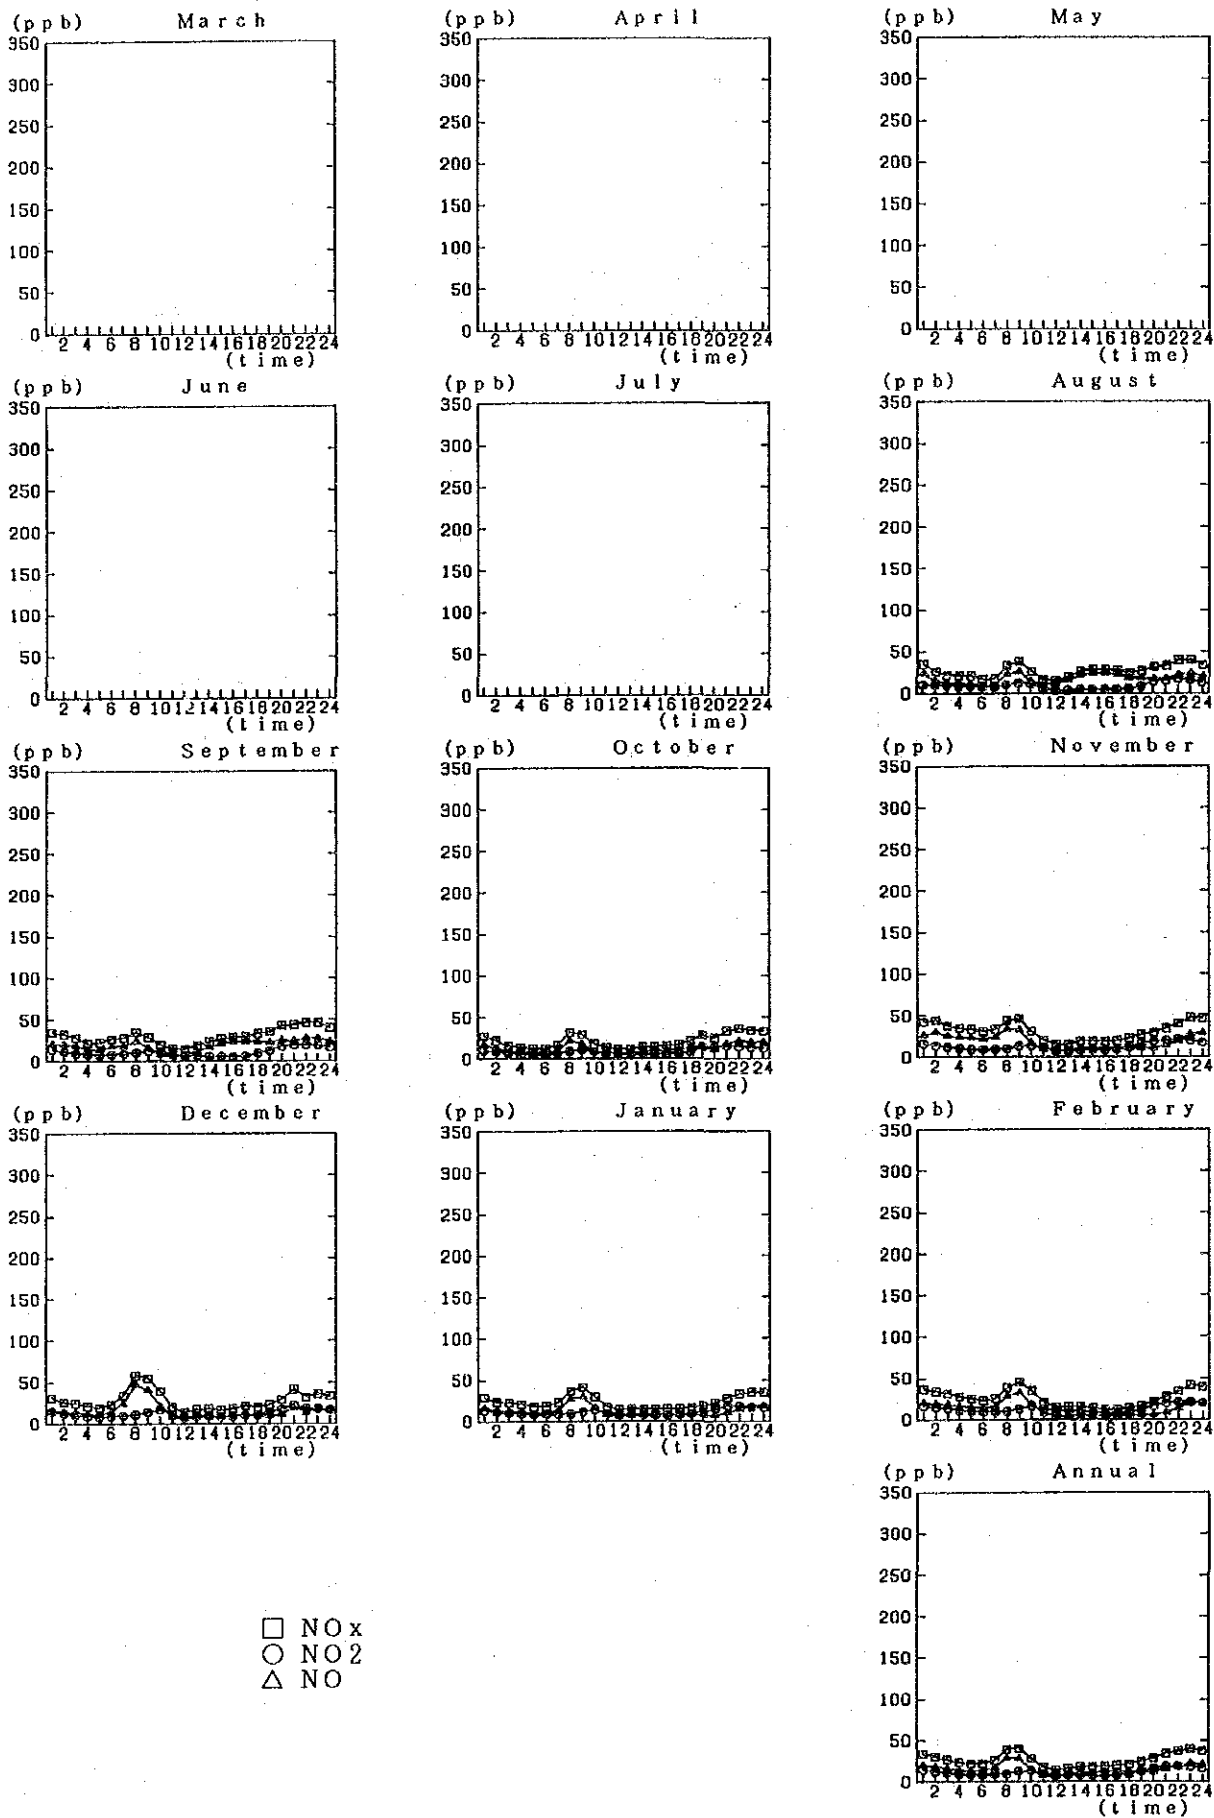 (ppb) March
350
300
250
200
150
100
50
0
2 4 6 8 10 12 14 16 18 20 22 24
(time)
(ppb) April
350
300
250
200
150
100
50
0
2 4 6 8 10 12 14 16 18 20 22 24
(time)
(ppb) May
350
300
250
200
150
100
50
0
2 4 6 8 10 12 14 16 18 20 22 24
(time)
(ppb) June
350
300
250
200
150
100
50
0
2 4 6 8 10 12 14 16 18 20 22 24
(time)
(ppb) July
350
300
250
200
150
100
50
0
2 4 6 8 10 12 14 16 18 20 22 24
(time)
(ppb) August
350
300
250
200
150
100
50
0
2 4 6 8 10 12 14 16 18 20 22 24
(time)
(ppb) September
350
300
250
200
150
100
50
0
2 4 6 8 10 12 14 16 18 20 22 24
(time)
(ppb) October
350
300
250
200
150
100
50
0
2 4 6 8 10 12 14 16 18 20 22 24
(time)
(ppb) November
350
300
250
200
150
100
50
0
2 4 6 8 10 12 14 16 18 20 22 24
(time)
(ppb) December
350
300
250
200
150
100
50
0
2 4 6 8 10 12 14 16 18 20 22 24
(time)
(ppb) January
350
300
250
200
150
100
50
0
2 4 6 8 10 12 14 16 18 20 22 24
(time)
(ppb) February
350
300
250
200
150
100
50
0
2 4 6 8 10 12 14 16 18 20 22 24
(time)
(ppb) Annual
350
300
250
200
150
100
50
0
2 4 6 8 10 12 14 16 18 20 22 24
(time)
NOx
NO2
NO